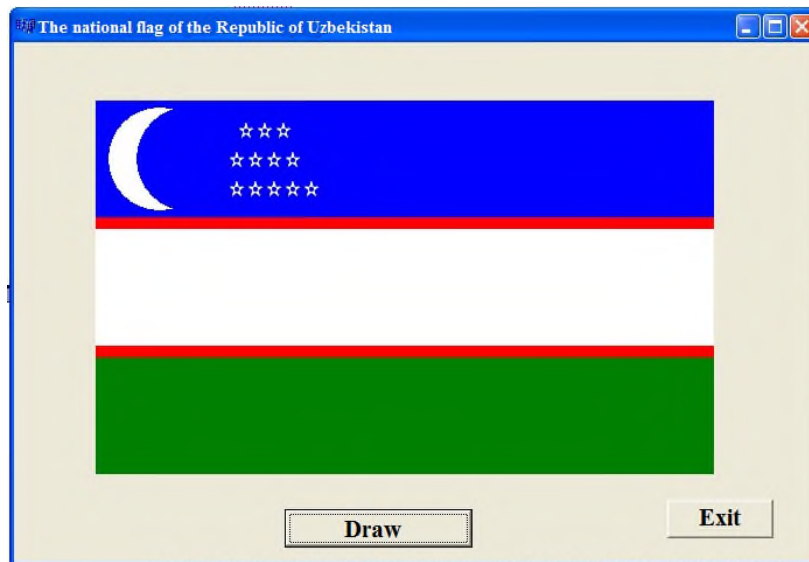 The national flag of the Republic of Uzbekistan
Draw
Exit